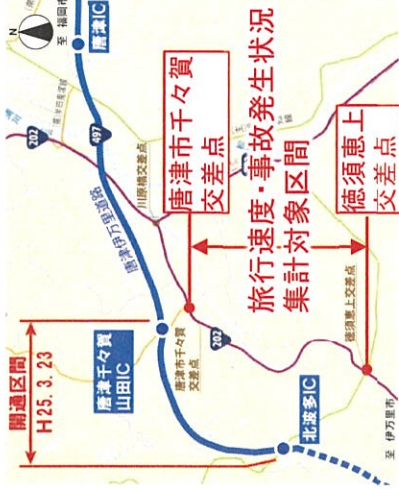 N
至 福岡市
唐津IC
202
497
唐津伊万里道路
川原橋交差点
開通区間
H25.3.23
唐津千々賀
山田IC
唐津市千々賀
交差点
唐津市千々賀
交差点
旅行速度・事故発生状況
集計対象区間
202
北波多IC
徳須恵上交差点
徳須恵上
交差点
至 伊万里市